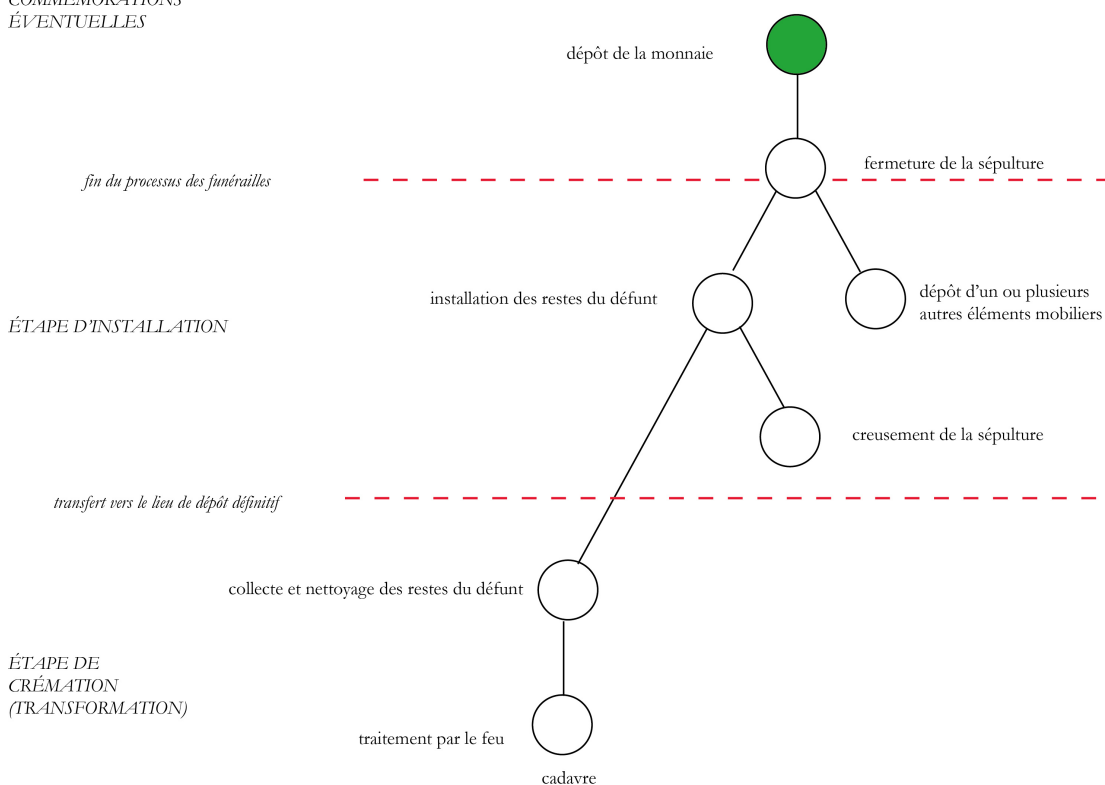 COMMÉMORATIONS
ÉVENTUELLES
dépôt de la monnaie
fermeture de la sépulture
fin du processus des funérailles
dépôt d'un ou plusieurs
autres éléments mobiliers
installation des restes du défunt
ÉTAPE D'INSTALLATION
creusement de la sépulture
transfert vers le lieu de dépôt définitif
collecte et nettoyage des restes du défunt
ÉTAPE DE
CRÉMATION
(TRANSFORMATION)
traitement par le feu
cadavre